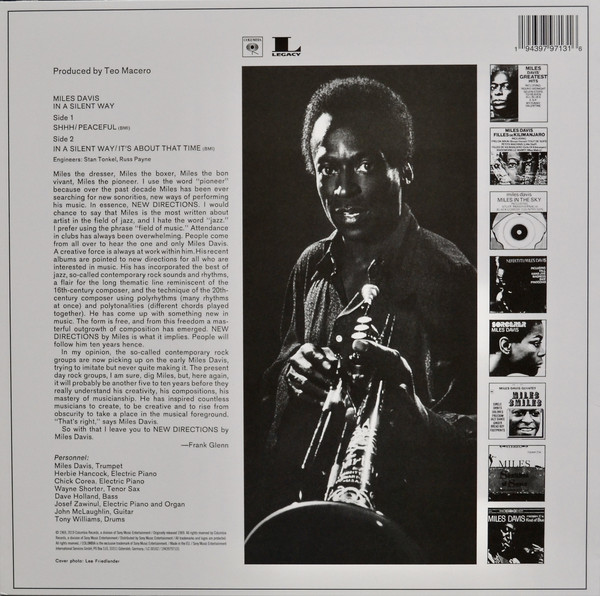 COLUMBIA
L
LEGACY
1 94397 97131 8
Produced by Teo Macero
MILES DAVIS
IN A SILENT WAY
Side 1
SHHH/PEACEFUL (BMI)
Side 2
IN A SILENT WAY/IT'S ABOUT THAT TIME (BMI)
Engineers: Stan Tonkel, Russ Payne
Miles the dresser, Miles the boxer, Miles the bon
vivant, Miles the pioneer. I use the word "pioneer"
because over the past decade Miles has been ever
searching for new sonorities, new ways of performing
his music. In essence, NEW DIRECTIONS. I would
chance to say that Miles is the most written about
artist in the field of jazz, and I hate the word "jazz."
I prefer using the phrase "field of music." Attendance
in clubs has always been overwhelming. People come
from all over to hear the one and only Miles Davis.
A creative force is always at work within him. His recent
albums are pointed to new directions for all who are
interested in music. His has incorporated the best of
jazz, so-called contemporary rock sounds and rhythms,
a flair for the long thematic line reminiscent of the
16th-century composer, and the technique of the 20th-
century composer using polyrhythms (many rhythms
at once) and polytonalities (different chords played
together). He has come up with something new in
music. The form is free, and from this freedom a mas-
terful outgrowth of composition has emerged. NEW
DIRECTIONS by Miles is what it implies. People will
follow him ten years hence.
In my opinion, the so-called contemporary rock
groups are now picking up on the early Miles Davis,
trying to imitate but never quite making it. The present
day rock groups, I am sure, dig Miles, but, here again,
it will probably be another five to ten years before they
really understand his creativity, his compositions, his
mastery of musicianship. He has inspired countless
musicians to create, to be creative and to rise from
obscurity to take a place in the musical foreground.
"That's right," says Miles Davis.
So with that I leave you to NEW DIRECTIONS by
Miles Davis.
—Frank Glenn
Personnel:
Miles Davis, Trumpet
Herbie Hancock, Electric Piano
Chick Corea, Electric Piano
Wayne Shorter, Tenor Sax
Dave Holland, Bass
Josef Zawinul, Electric Piano and Organ
John McLaughlin, Guitar
Tony Williams, Drums
Cover photo: Lee Friedlander
MILES
DAVIS
GREATEST
HITS
MILES DAVIS
FILLES DE KILIMANJARO
miles davis
MILES IN THE SKY
NEFERTITI/MILES DAVIS
SORCERER
MILES DAVIS
MILES DAVIS QUINTET
MILES
SMILES
MILES
MILES DAVIS